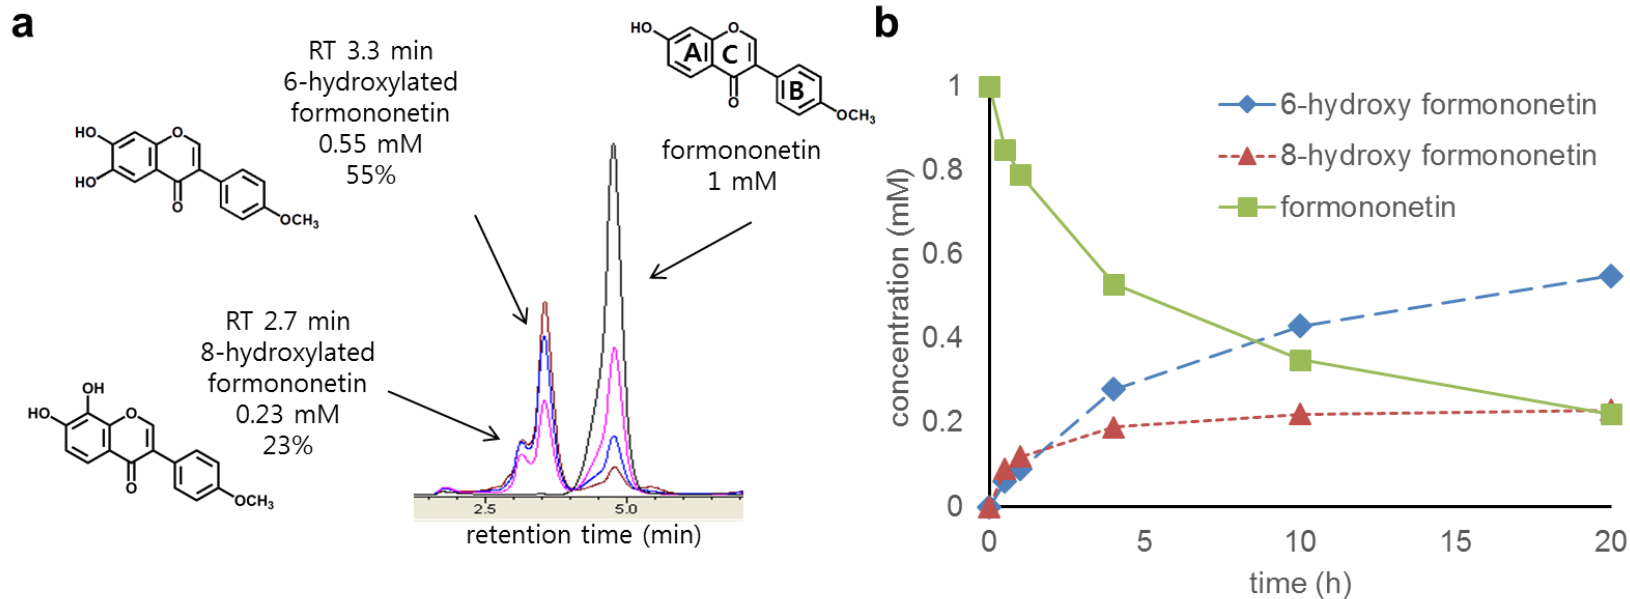 a
RT 3.3 min
6-hydroxylated
formononetin
0.55 mM
55%
HO
HO
O
O
OCH3
RT 2.7 min
8-hydroxylated
formononetin
0.23 mM
23%
OH
HO
O
O
OCH3
HO
O
A C
B
O
OCH3
formononetin
1 mM
2.5 5.0
retention time (min)
b
1
0.8
0.6
0.4
0.2
0
concentration (mM)
6-hydroxy formononetin
8-hydroxy formononetin
formononetin
0 5 10 15 20
time (h)